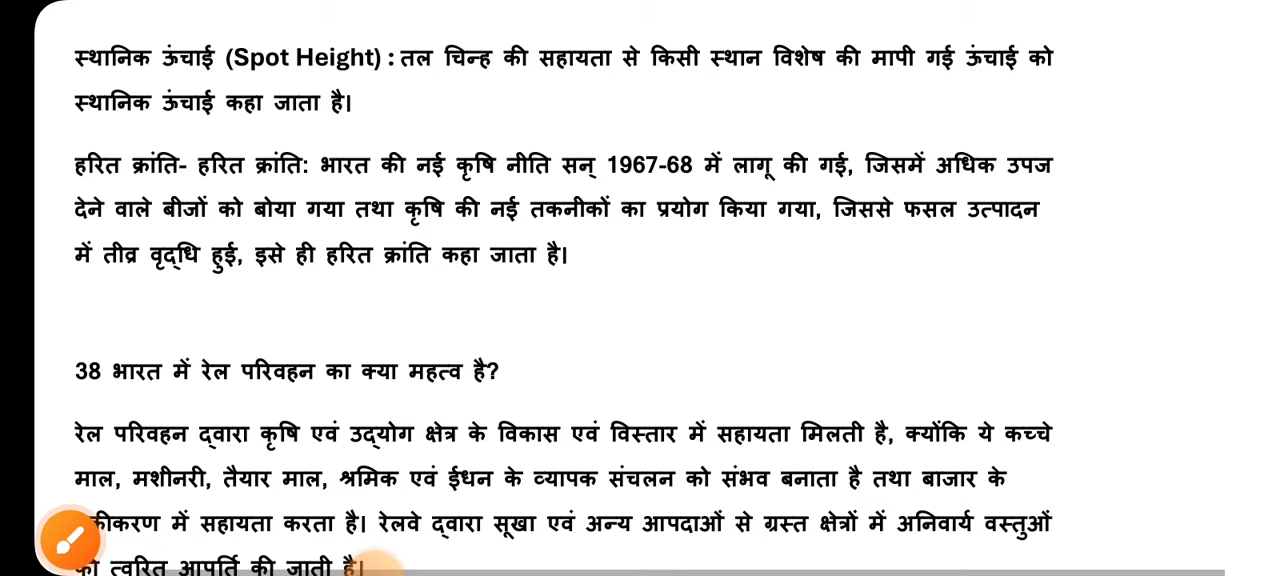 स्थानिक ऊंचाई (Spot Height) : तल चिन्ह की सहायता से किसी स्थान विशेष की मापी गई ऊंचाई को
स्थानिक ऊंचाई कहा जाता है।
हरित क्रांति- हरित क्रांति: भारत की नई कृषि नीति सन् 1967-68 में लागू की गई, जिसमें अधिक उपज
देने वाले बीजों को बोया गया तथा कृषि की नई तकनीकों का प्रयोग किया गया, जिससे फसल उत्पादन
में तीव्र वृद्धि हुई, इसे ही हरित क्रांति कहा जाता है।
38 भारत में रेल परिवहन का क्या महत्व है?
रेल परिवहन द्वारा कृषि एवं उद्योग क्षेत्र के विकास एवं विस्तार में सहायता मिलती है, क्योंकि ये कच्चे
माल, मशीनरी, तैयार माल, श्रमिक एवं ईधन के व्यापक संचलन को संभव बनाता है तथा बाजार के
में सहायता करता है। रेलवे द्वारा सूखा एवं अन्य आपदाओं से ग्रस्त क्षेत्रों में अनिवार्य वस्तुओं
त्वरित आपूर्ति की जाती है।